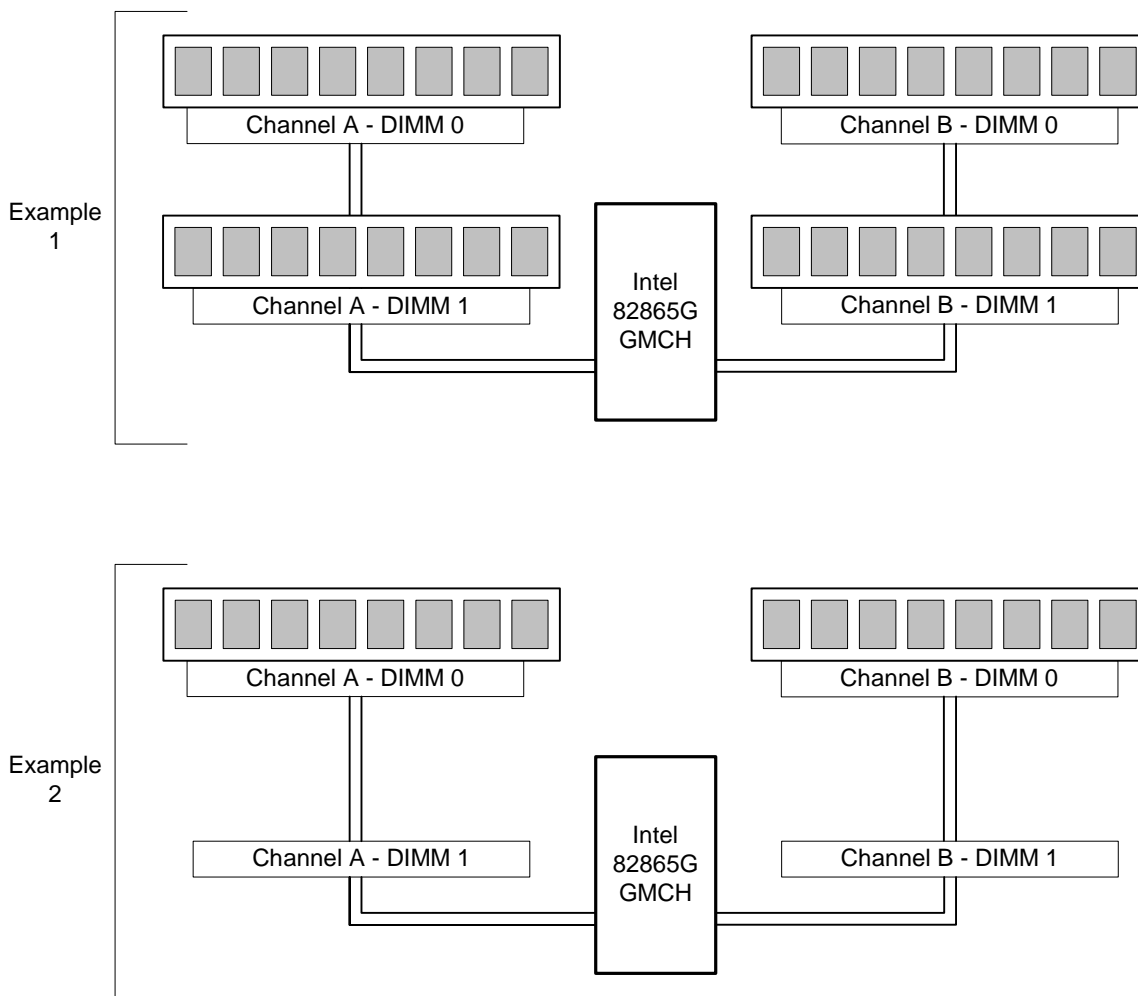 Channel A - DIMM 0
Channel B - DIMM 0
Example
1
Channel A - DIMM 1
Intel
82865G
GMCH
Channel B - DIMM 1
Channel A - DIMM 0
Channel B - DIMM 0
Example
2
Channel A - DIMM 1
Intel
82865G
GMCH
Channel B - DIMM 1